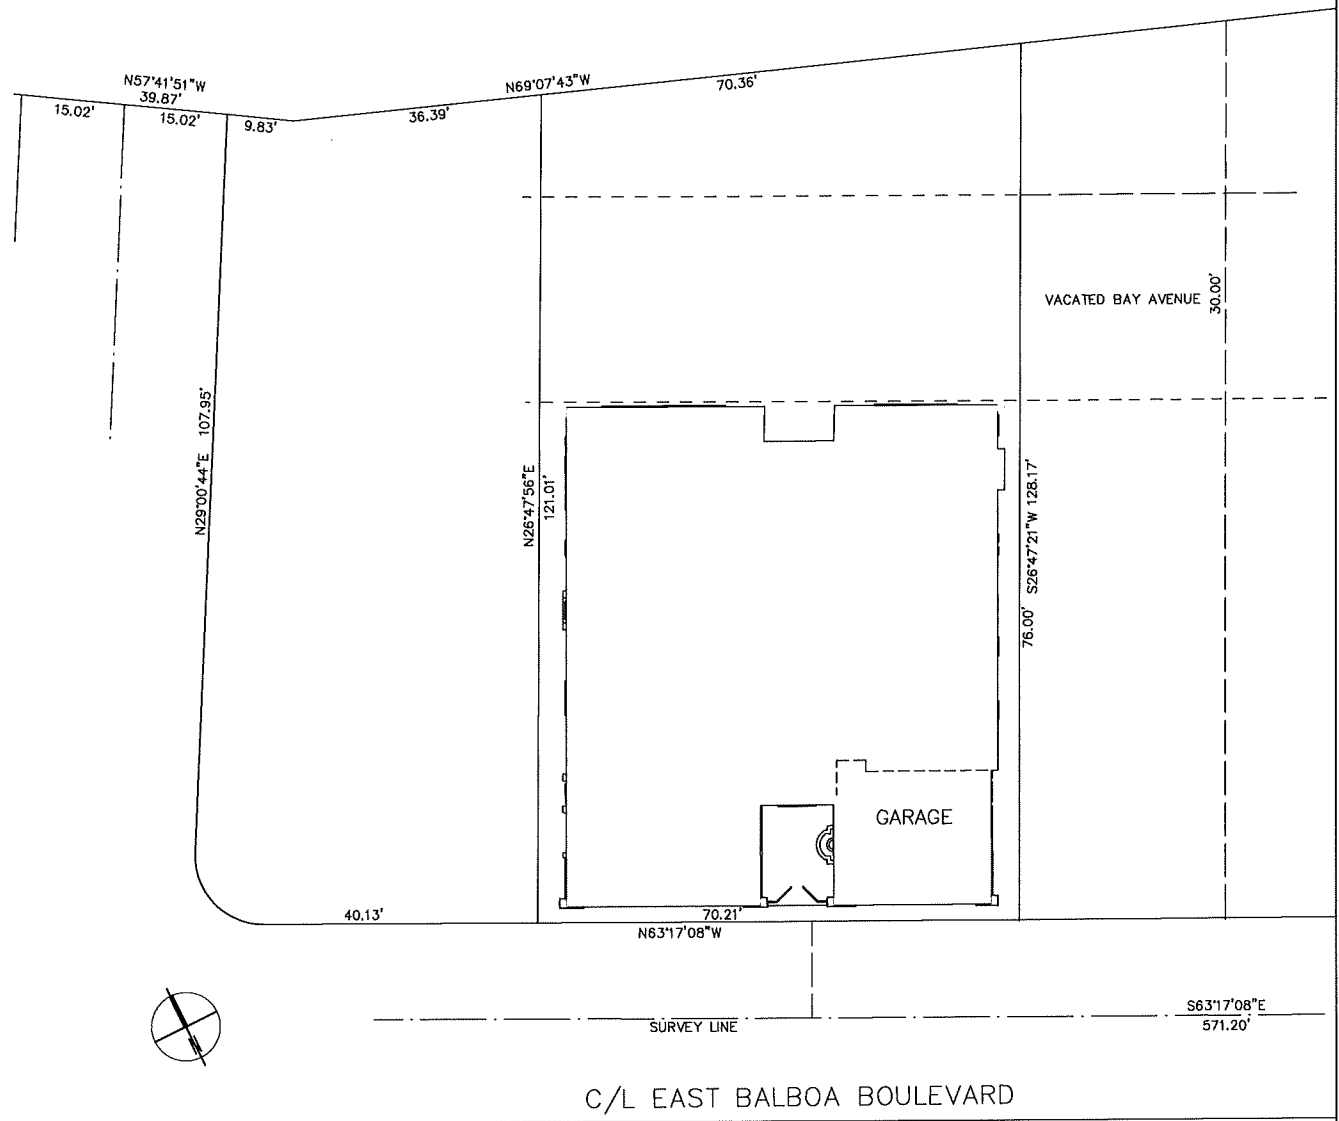 N57°41'51"W
39.87'
15.02'
15.02'
9.83'
36.39'
N69°07'43"W
70.36'
VACATED BAY AVENUE
30.00'
N29°00'44"E 107.95'
N26°47'56"E
121.01'
76.00' S26°47'21"W 128.17'
GARAGE
40.13'
70.21'
N63°17'08"W
N
SURVEY LINE
S63°17'08"E
571.20'
C/L EAST BALBOA BOULEVARD